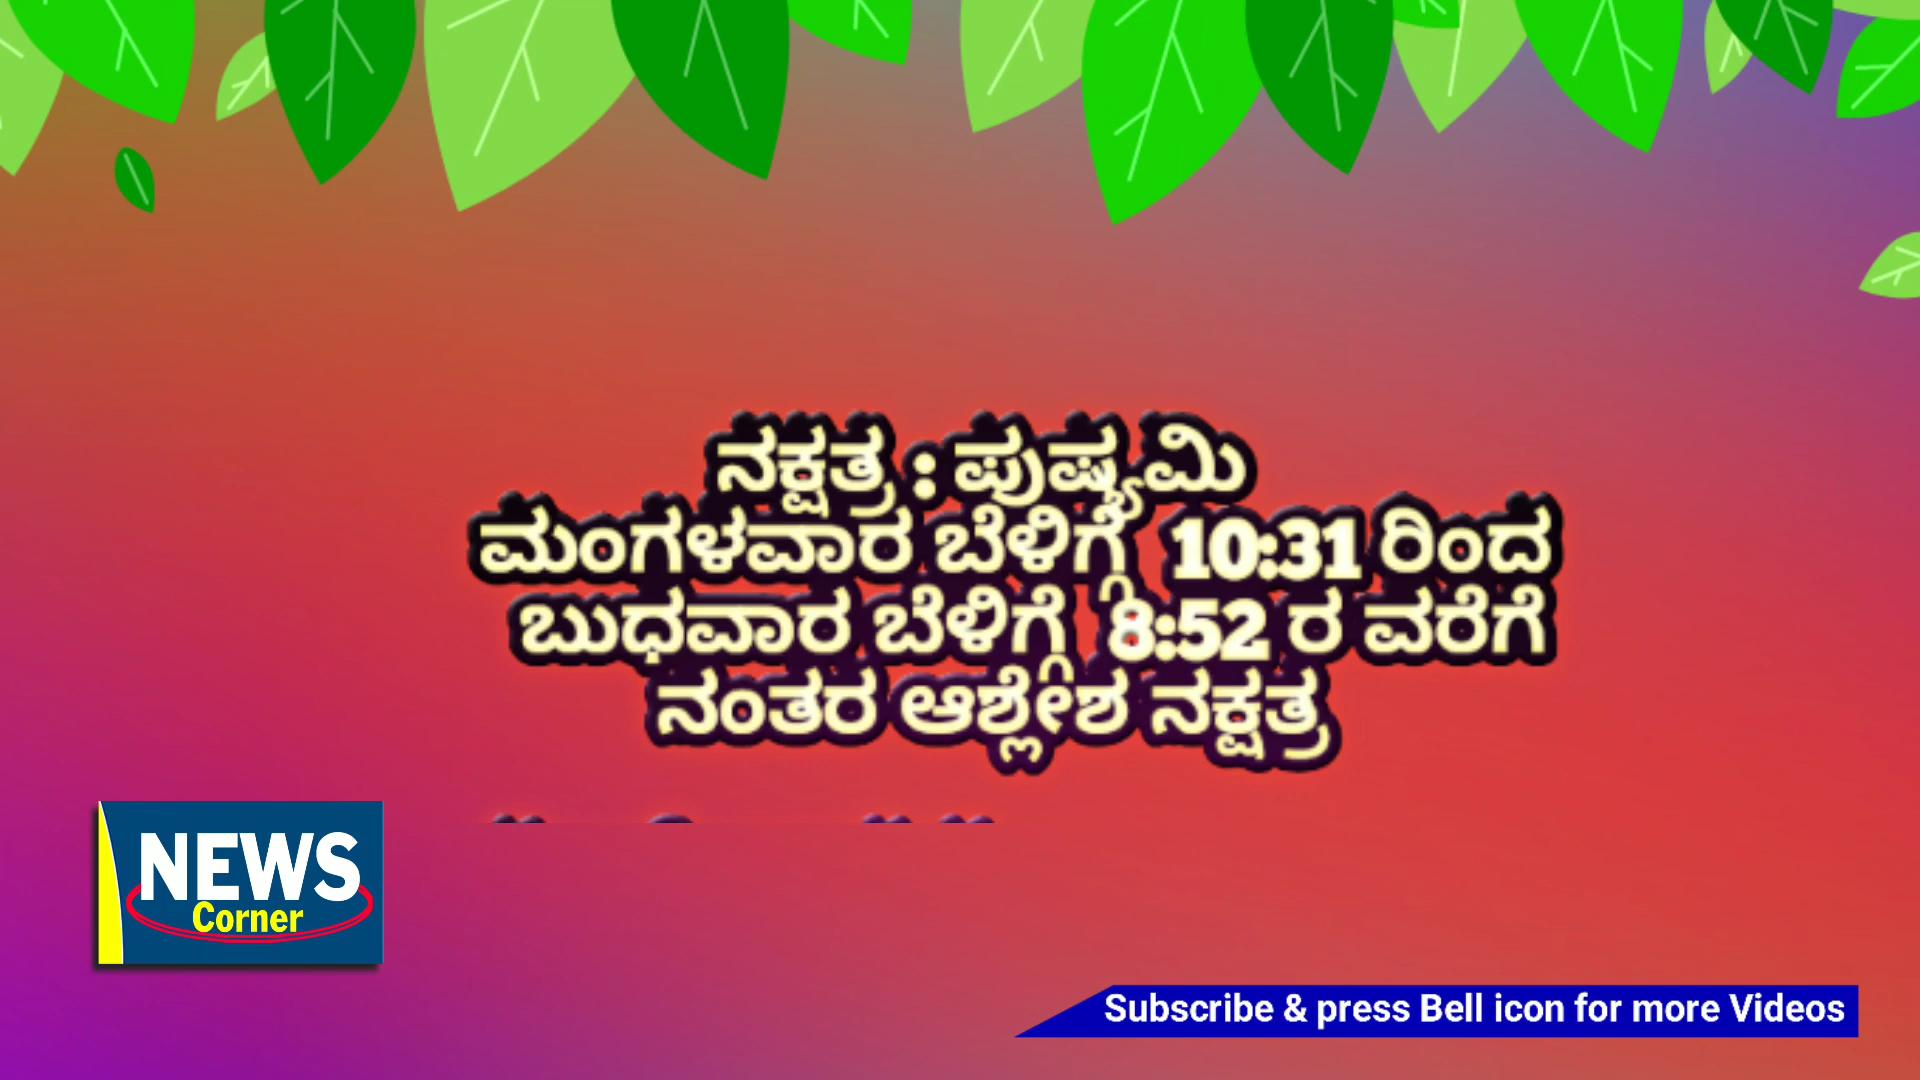 ನಕ್ಷತ್ರ : ಪುಷ್ಯಮಿ
ಮಂಗಳವಾರ ಬೆಳಿಗ್ಗೆ 10:31 ರಿಂದ
ಬುಧವಾರ ಬೆಳಿಗ್ಗೆ 8:52 ರ ವರೆಗೆ
ನಂತರ ಆಶ್ಲೇಶ ನಕ್ಷತ್ರ
NEWS
Corner
Subscribe & press Bell icon for more Videos